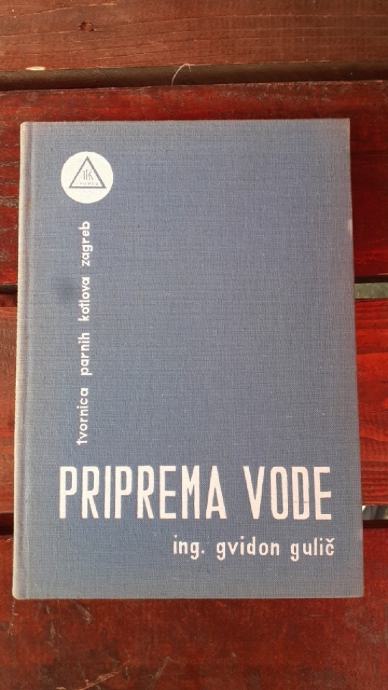 tvornica parnih kotlova zagreb
PRIPREMA VODE
ing. gvidon gulič